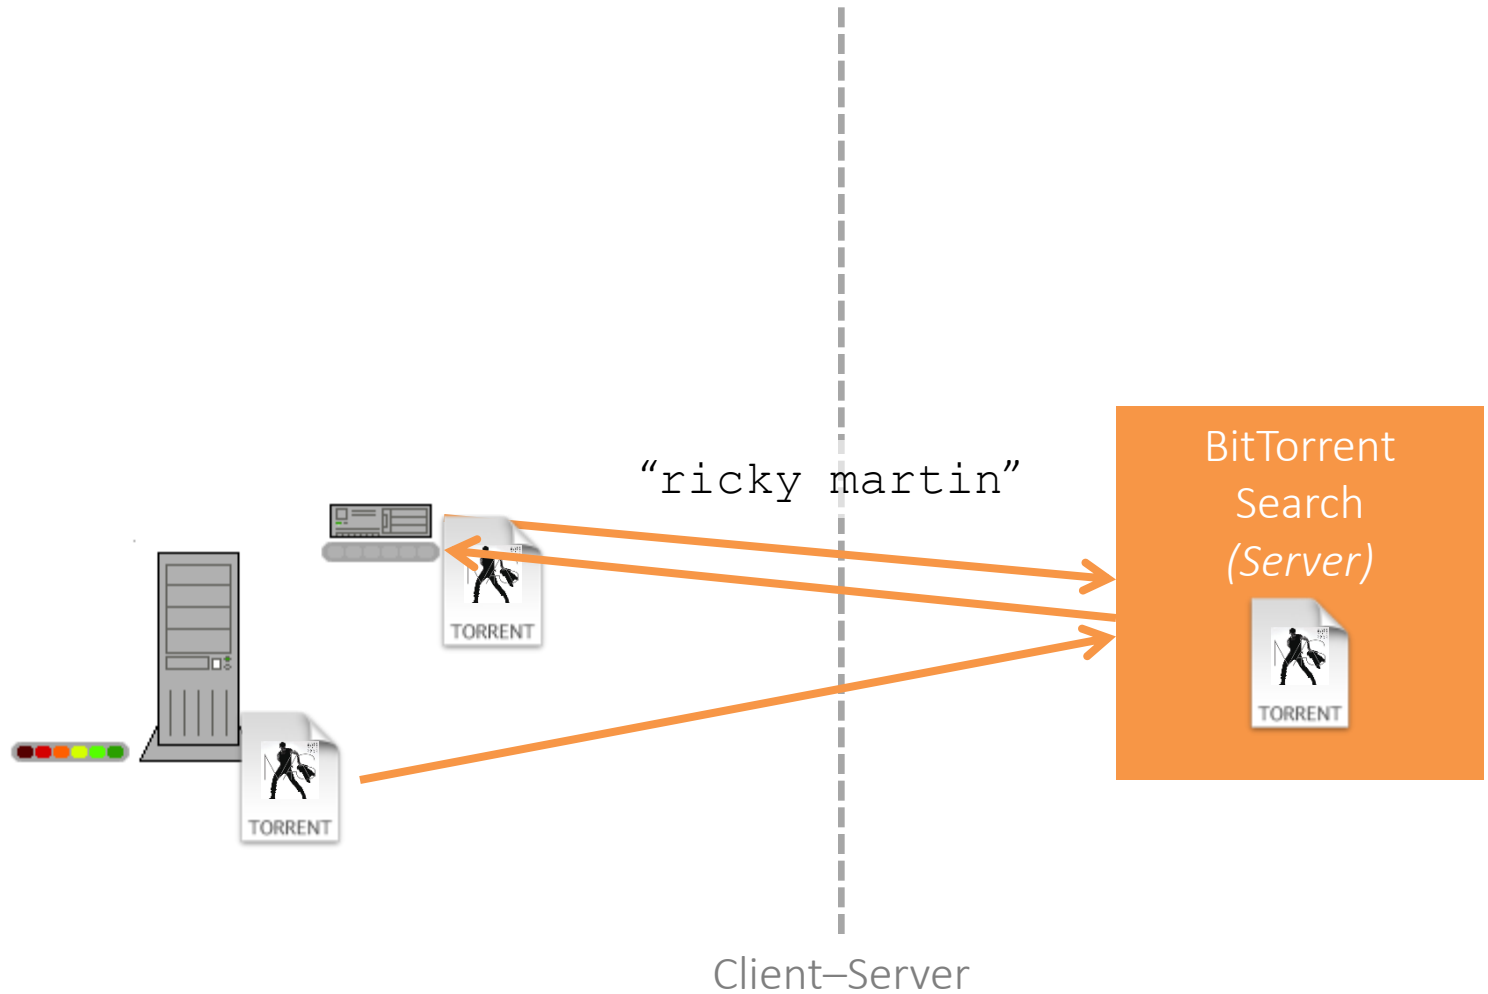 “ricky martin”
BitTorrent
Search
(Server)
TORRENT
TORRENT
TORRENT
Client–Server